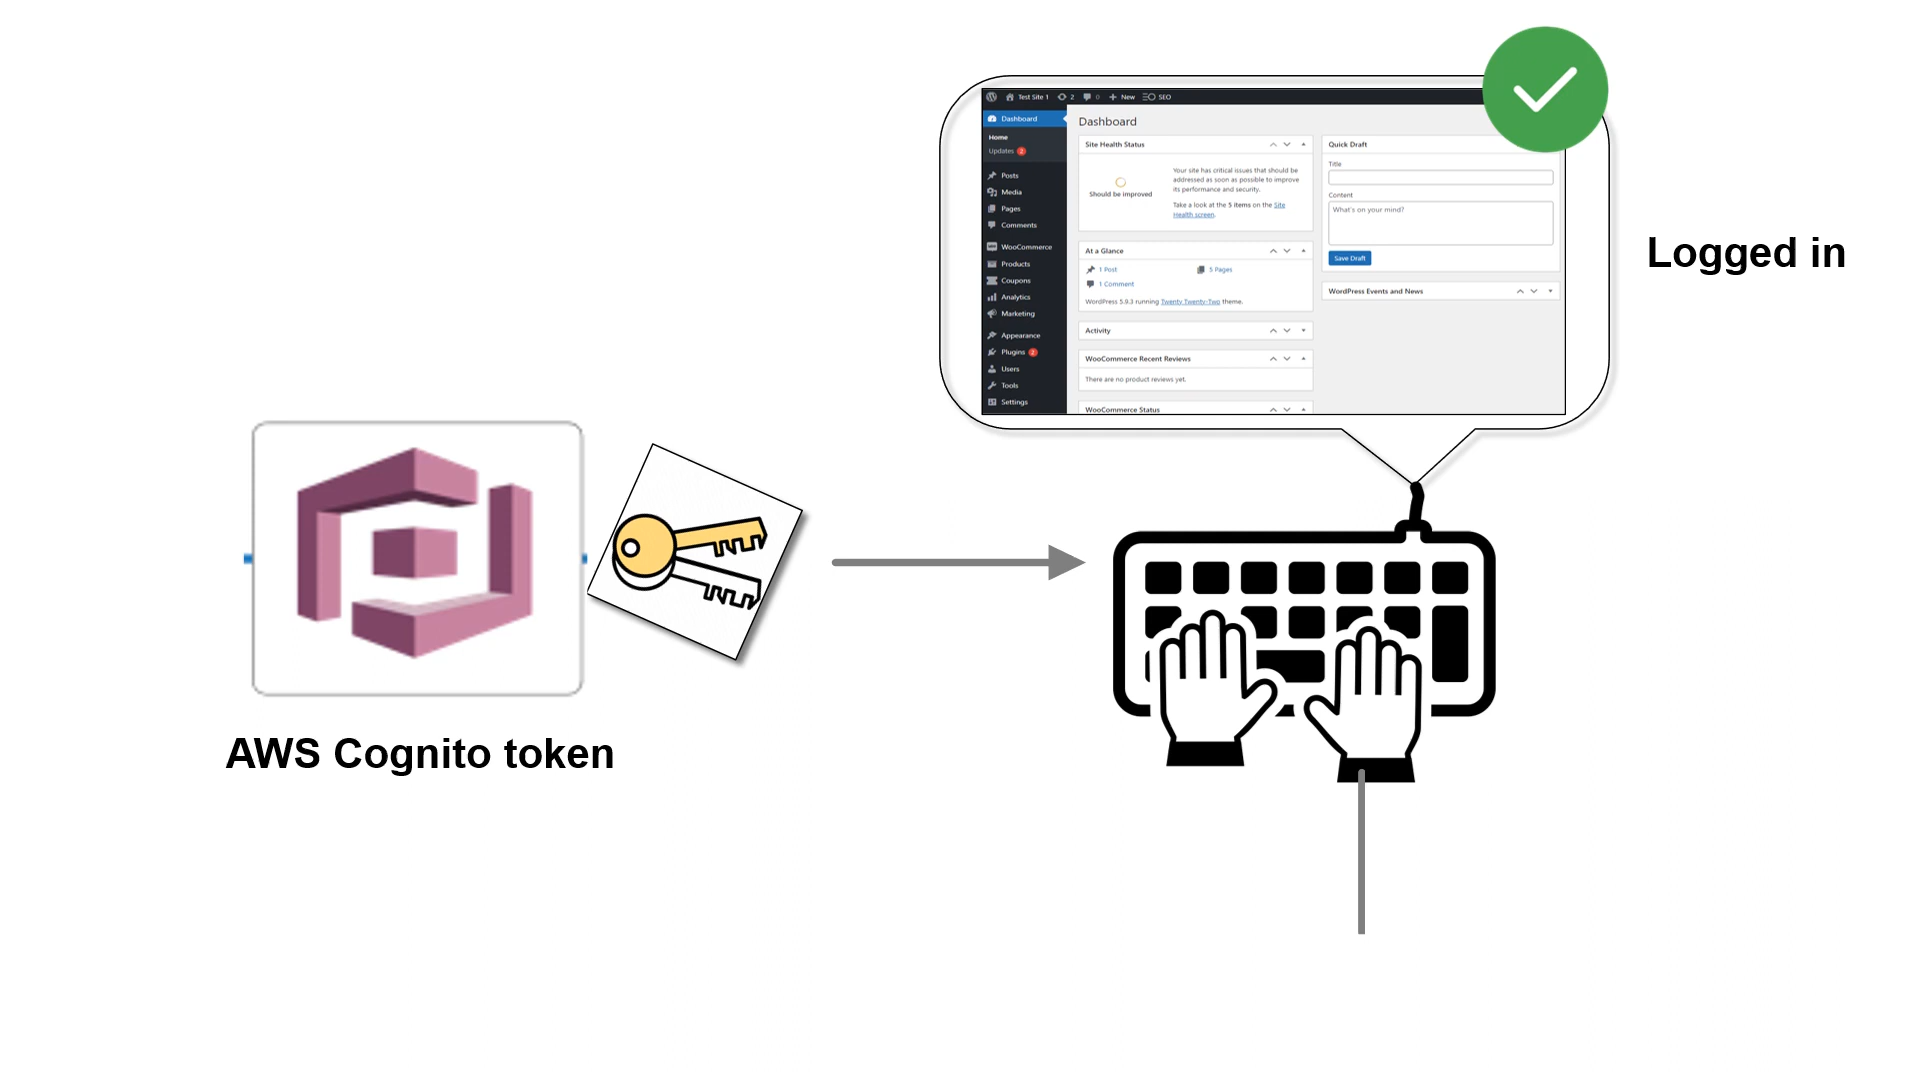 Test Site 1 2 0 New SEO
Dashboard
Home
Updates 2
Posts
Media
Pages
Comments
WooCommerce
Products
Coupons
Analytics
Marketing
Appearance
Plugins 2
Users
Tools
Settings
Dashboard
Site Health Status
Should be improved
Your site has critical issues that should be
addressed as soon as possible to improve
its performance and security.
Take a look at the 5 items on the Site
Health screen.
At a Glance
1 Post
5 Pages
1 Comment
WordPress 5.9.3 running Twenty Twenty-Two theme.
Activity
WooCommerce Recent Reviews
There are no product reviews yet.
WooCommerce Status
Quick Draft
Title
Content
What's on your mind?
Save Draft
WordPress Events and News
Logged in
AWS Cognito token